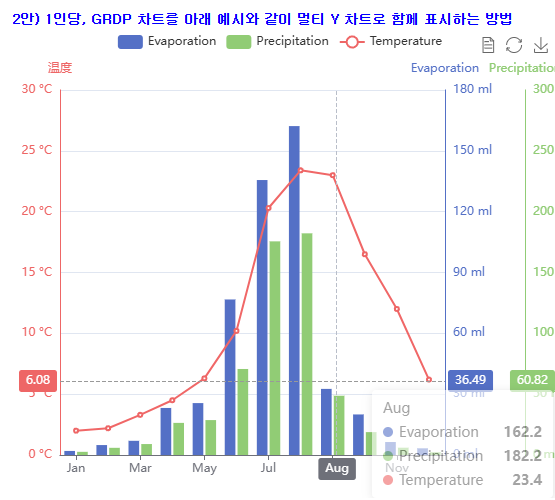 2안) 1인당, GRDP 차트를 아래 예시와 같이 멀티 Y 차트로 함께 표시하는 방법
Evaporation Precipitation Temperature
温度 Evaporation Precipitation
30 °C 180 ml 300
25 °C 150 ml 250
20 °C 120 ml 200
15 °C 90 ml 150
10 °C 60 ml 100
6.08 36.49 60.82
5 °C 30 ml
0 °C
Jan Mar May Jul Aug Nov
Aug
Evaporation 162.2
Precipitation 182.2
Temperature 23.4